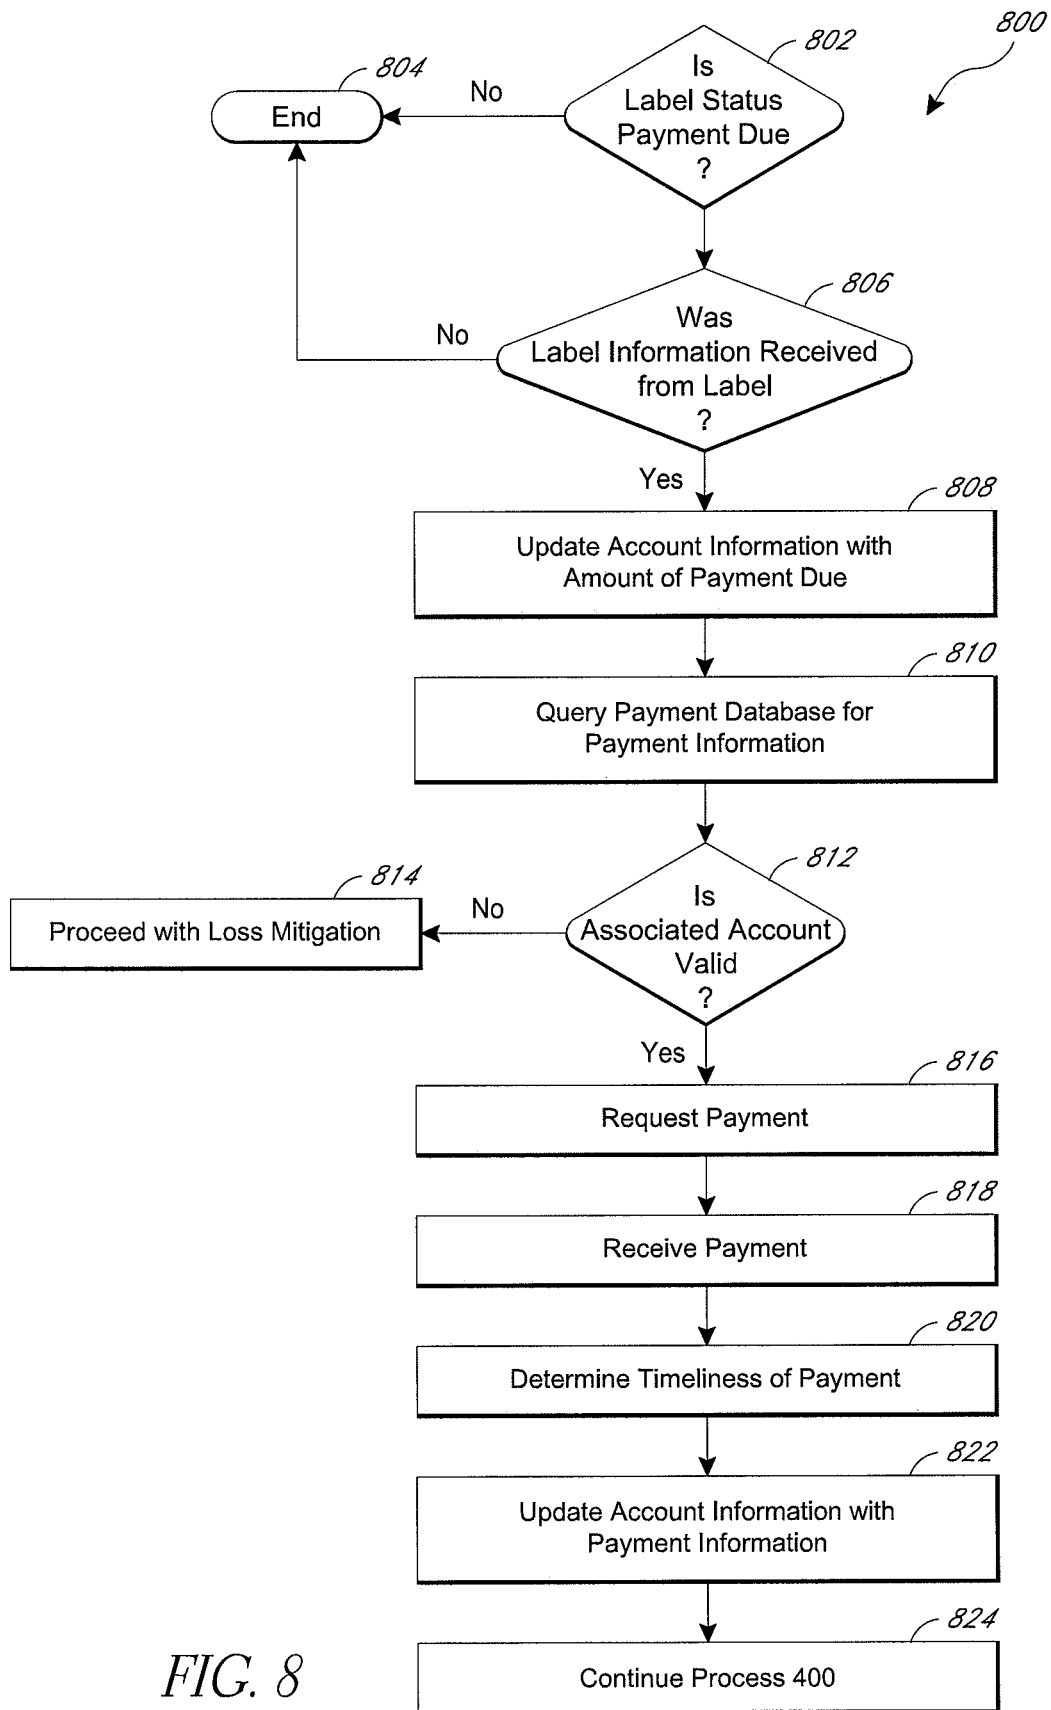 800
802
Is
Label Status
Payment Due
?
804
End
No
806
Was
Label Information Received
from Label
?
No
Yes
808
Update Account Information with
Amount of Payment Due
810
Query Payment Database for
Payment Information
812
Is
Associated Account
Valid
?
No
814
Proceed with Loss Mitigation
Yes
816
Request Payment
818
Receive Payment
820
Determine Timeliness of Payment
822
Update Account Information with
Payment Information
824
Continue Process 400
FIG. 8